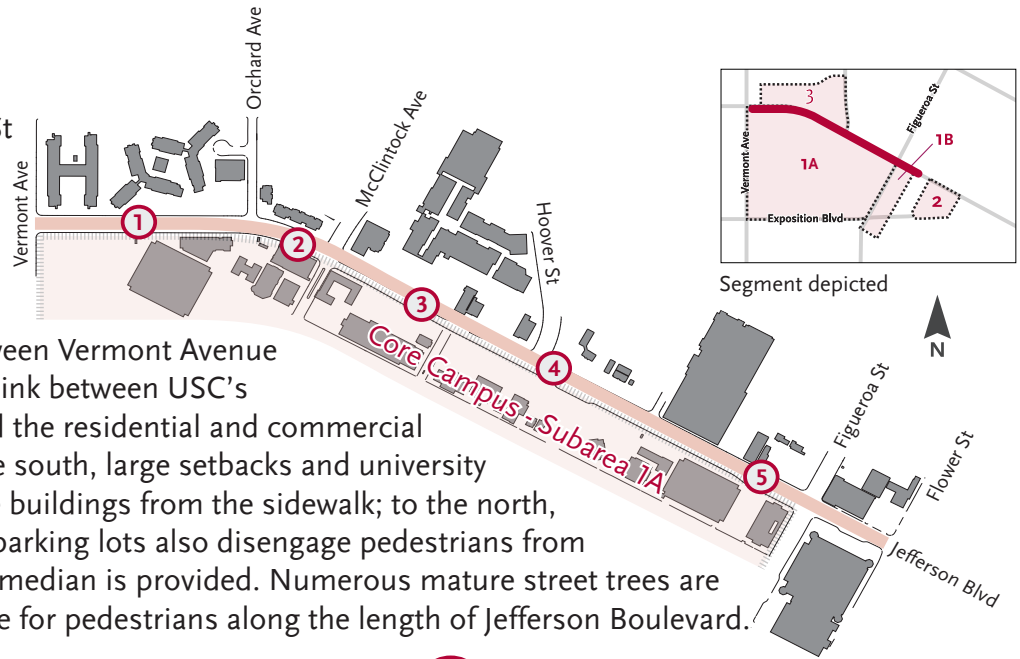 St
Orchard Ave
McClintock Ave
Vermont Ave
Hoover St
1
2
3
4
5
Core Campus - Subarea 1A
Figueroa St
Flower St
Jefferson Blvd
3
Figueroa St
1B
1A
Vermont Ave
2
Exposition Blvd
Segment depicted
N
Vermont Avenue
between USC's
the residential and commercial
south, large setbacks and university
buildings from the sidewalk; to the north,
parking lots also disengage pedestrians from
median is provided. Numerous mature street trees are
for pedestrians along the length of Jefferson Boulevard.